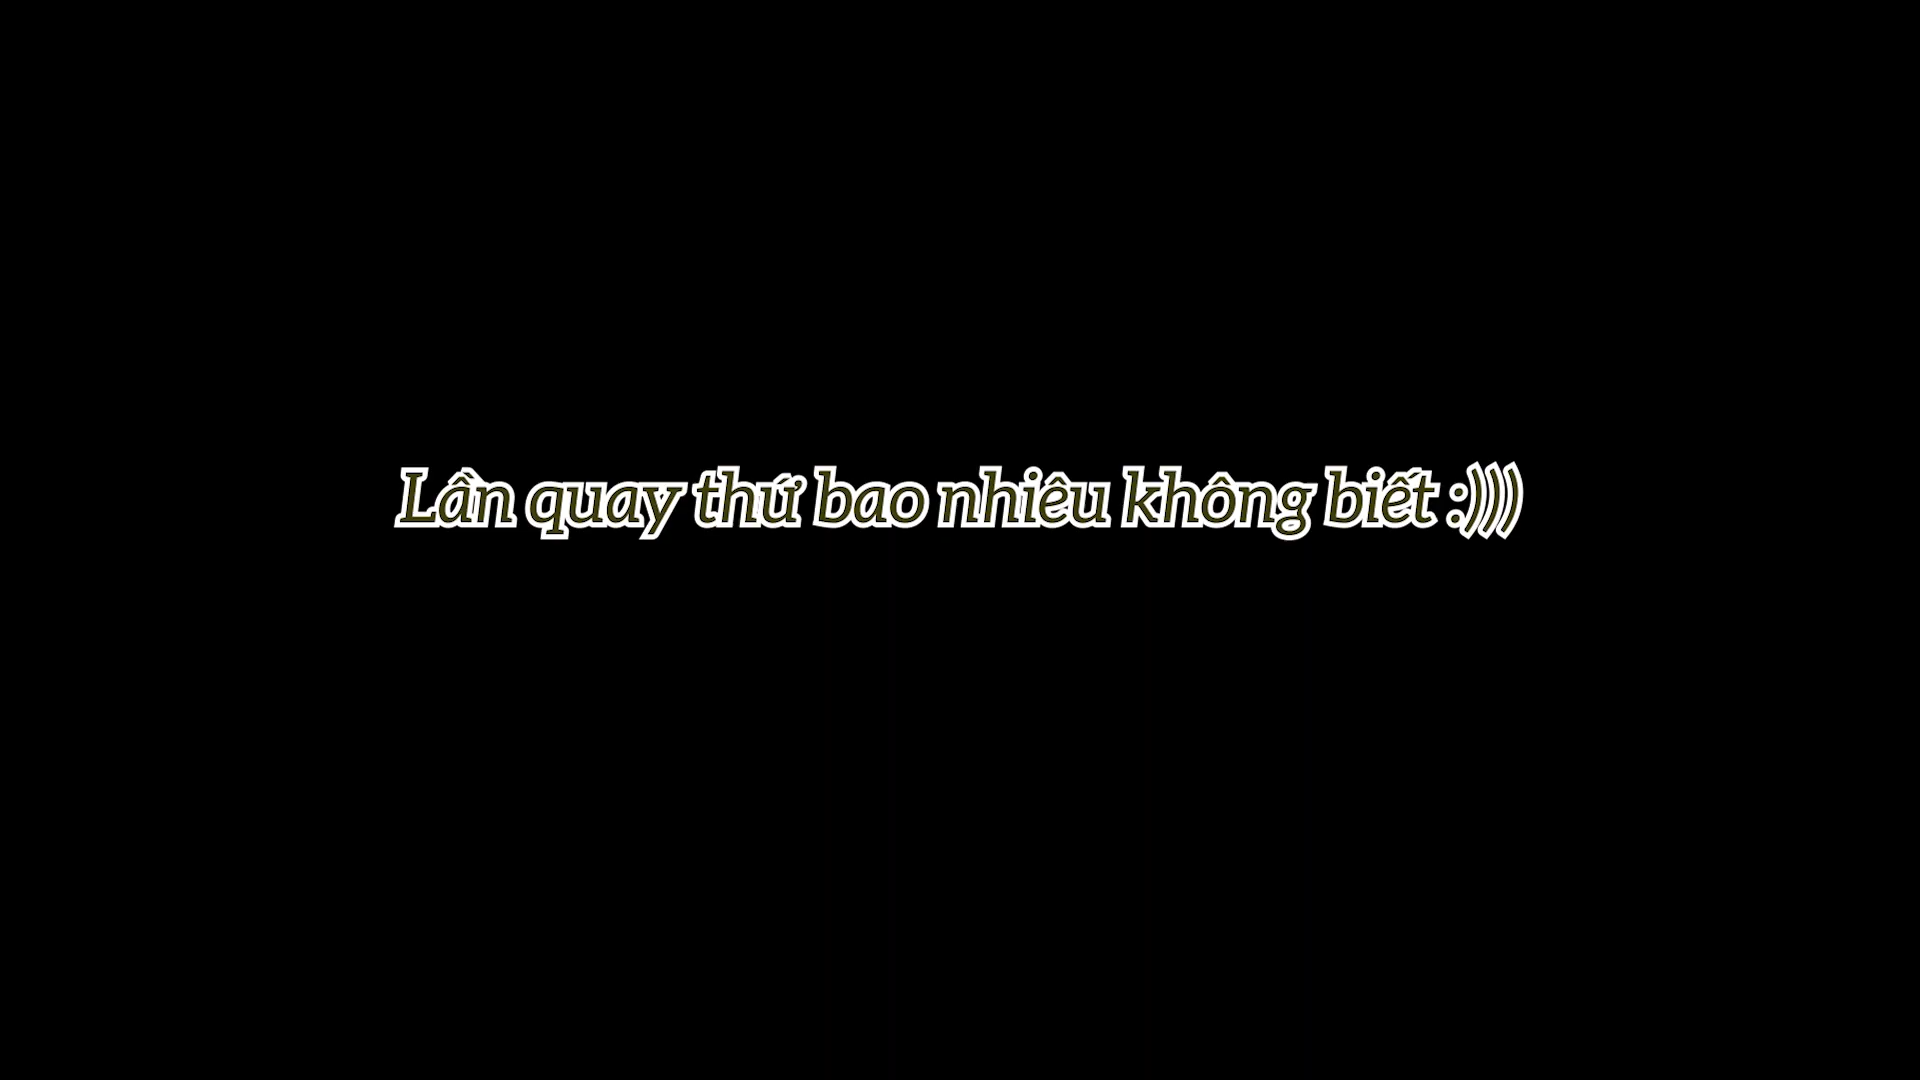 Lần quay thứ bao nhiêu không biết :))))